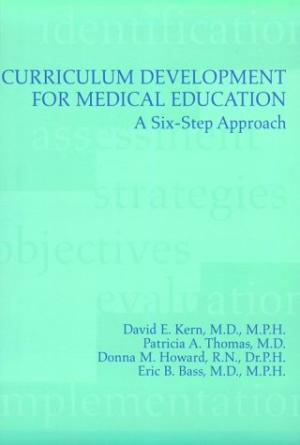 identification
CURRICULUM DEVELOPMENT
FOR MEDICAL EDUCATION
A Six-Step Approach
assessment
strategies
objectives
evaluation
David E. Kern, M.D., M.P.H.
Patricia A. Thomas, M.D.
Donna M. Howard, R.N., Dr.P.H.
Eric B. Bass, M.D., M.P.H.
implementation